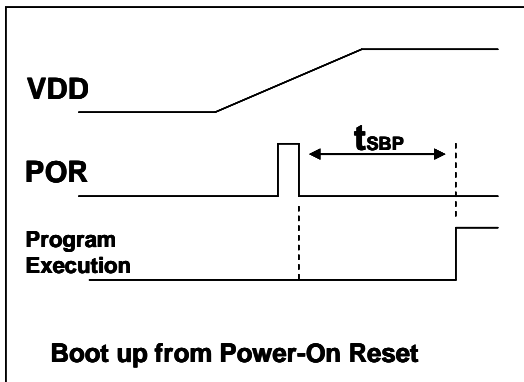 VDD
tSBP
POR
Program
Execution
Boot up from Power-On Reset